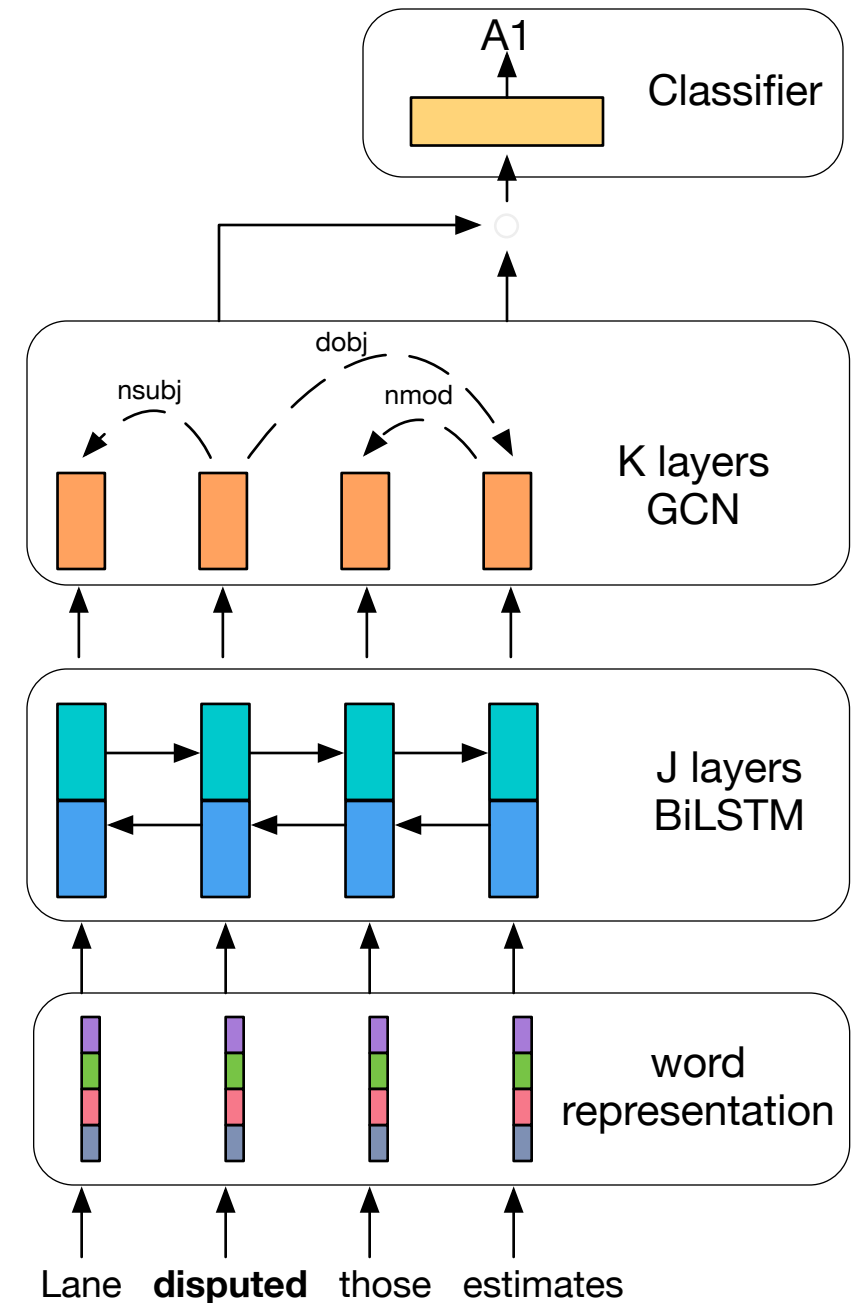 A1
Classifier
dobj
nsubj
nmod
K layers
GCN
J layers
BiLSTM
word
representation
Lane disputed those estimates